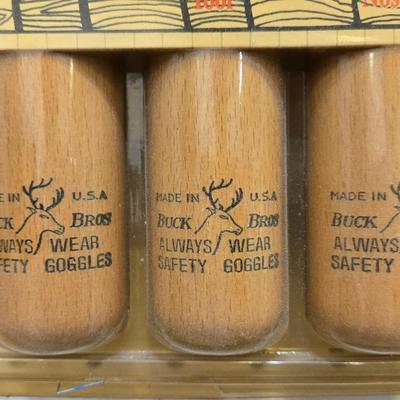 Tool
MADE IN U.S.A
BUCK BROS
ALWAYS WEAR
SAFETY GOGGLES
MADE IN U.S.A
BUCK BROS
ALWAYS WEAR
SAFETY GOGGLES
MADE IN
BUCK
ALWAYS
SAFETY